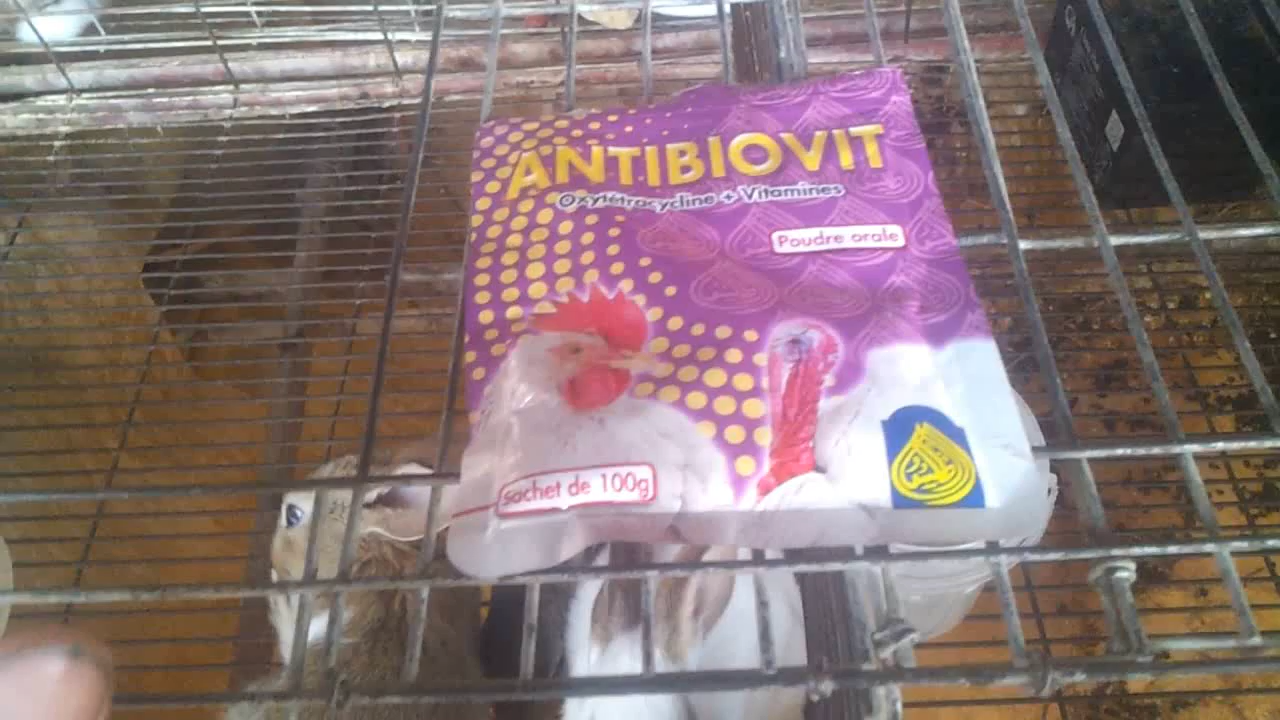 ANTIBIOVIT
Oxytétracycline + Vitamines
Poudre orale
Sachet de 100g